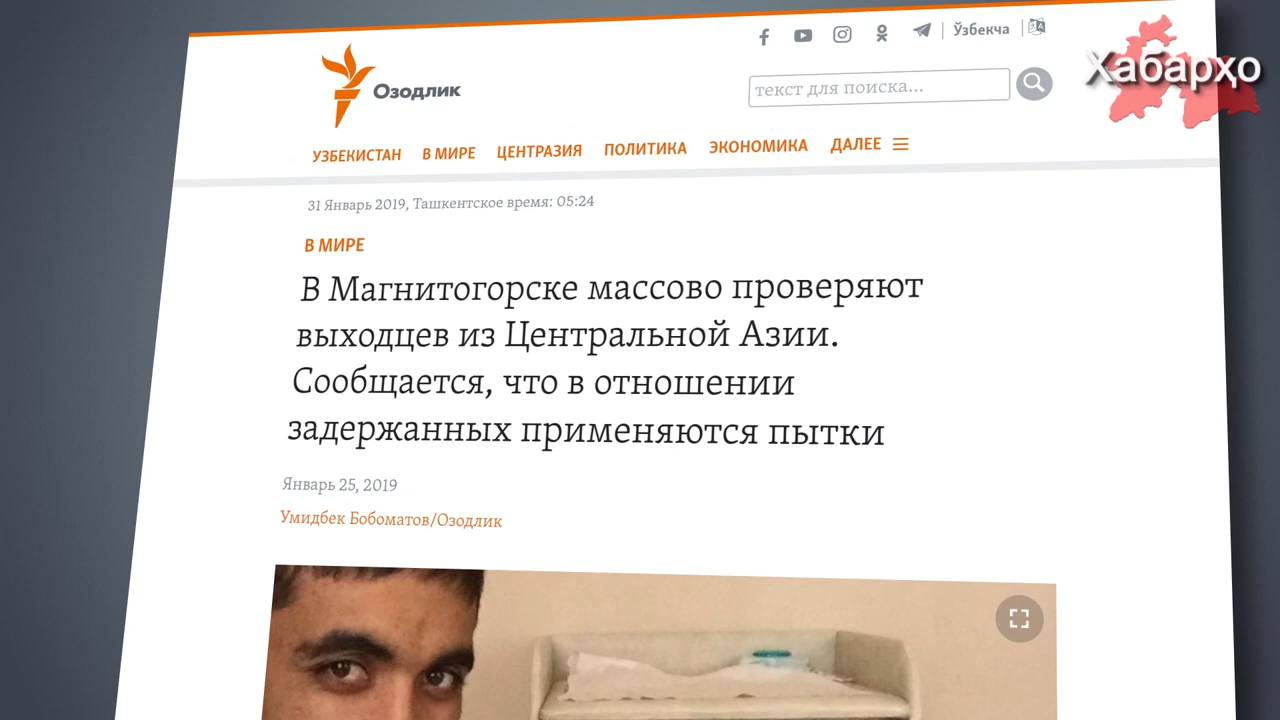 Ўзбекча
Хабарҳо
Озодлик
текст для поиска...
УЗБЕКИСТАН В МИРЕ ЦЕНТРАЗИЯ ПОЛИТИКА ЭКОНОМИКА ДАЛЕЕ
31 Январь 2019, Ташкентское время: 05:24
В МИРЕ
В Магнитогорске массово проверяют
выходцев из Центральной Азии.
Сообщается, что в отношении
задержанных применяются пытки
Январь 25, 2019
Умидбек Бобоматов/Озодлик